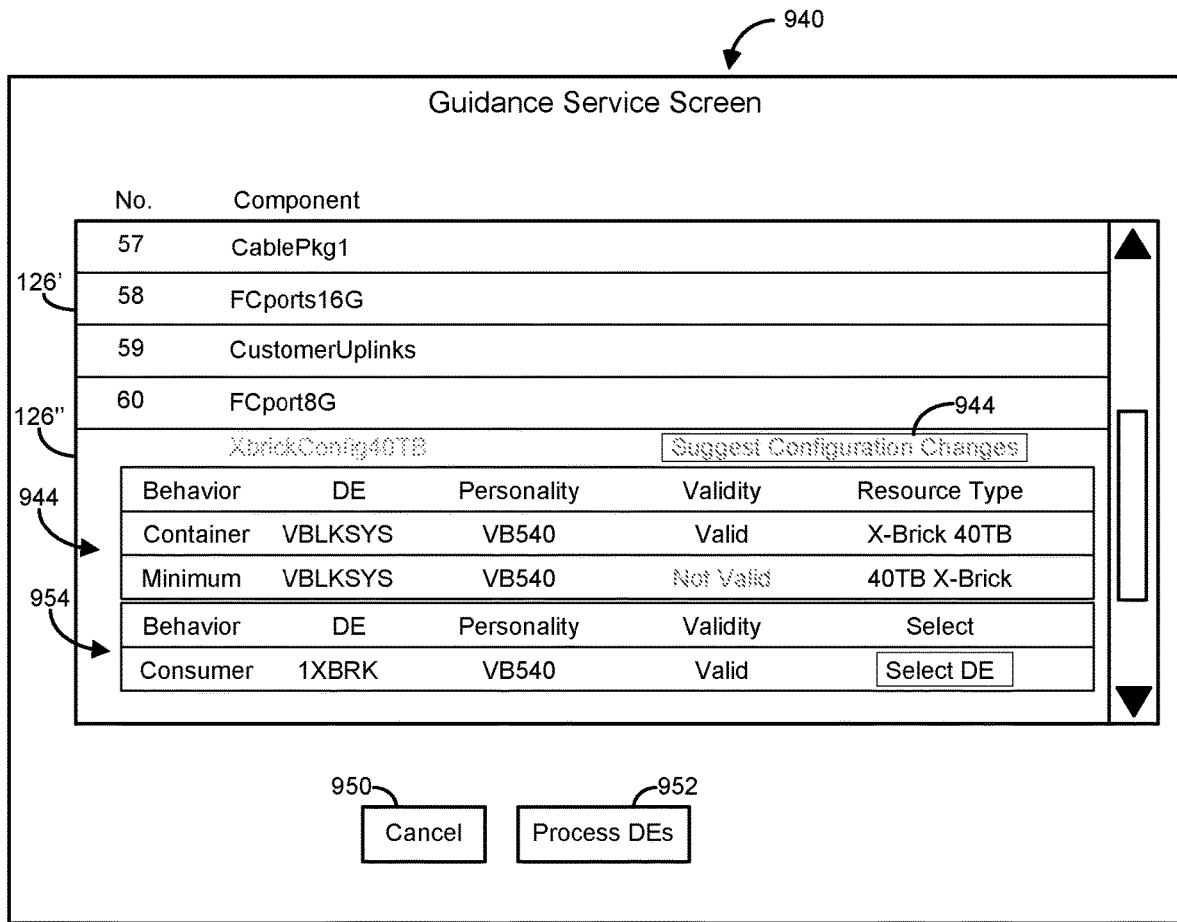 940
Guidance Service Screen
No. Component
57 CablePkg1
126’
58 FCports16G
59 CustomerUplinks
126”
60 FCport8G
944
XbrickConfig40TB Suggest Configuration Changes
944
Behavior DE Personality Validity Resource Type
Container VBLKSYS VB540 Valid X-Brick 40TB
Minimum VBLKSYS VB540 Not Valid 40TB X-Brick
954
Behavior DE Personality Validity Select
Consumer 1XBRK VB540 Valid Select DE
950 952
Cancel Process DEs